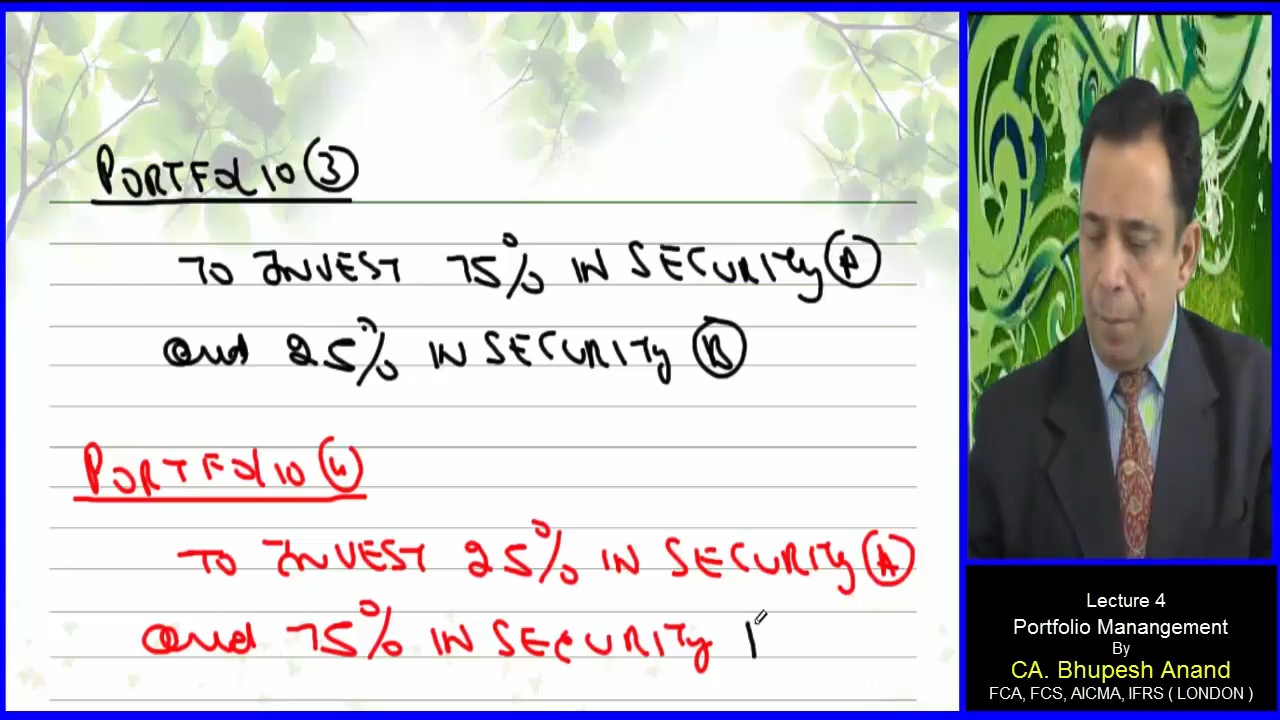 PORTFOLIO 3
TO INVEST 75% IN SECURITY A
and 25% IN SECURITY B
PORTFOLIO 4
TO INVEST 25% IN SECURITY A
and 75% IN SECURITY
Lecture 4
Portfolio Manangement
By
CA. Bhupesh Anand
FCA, FCS, AICMA, IFRS ( LONDON )